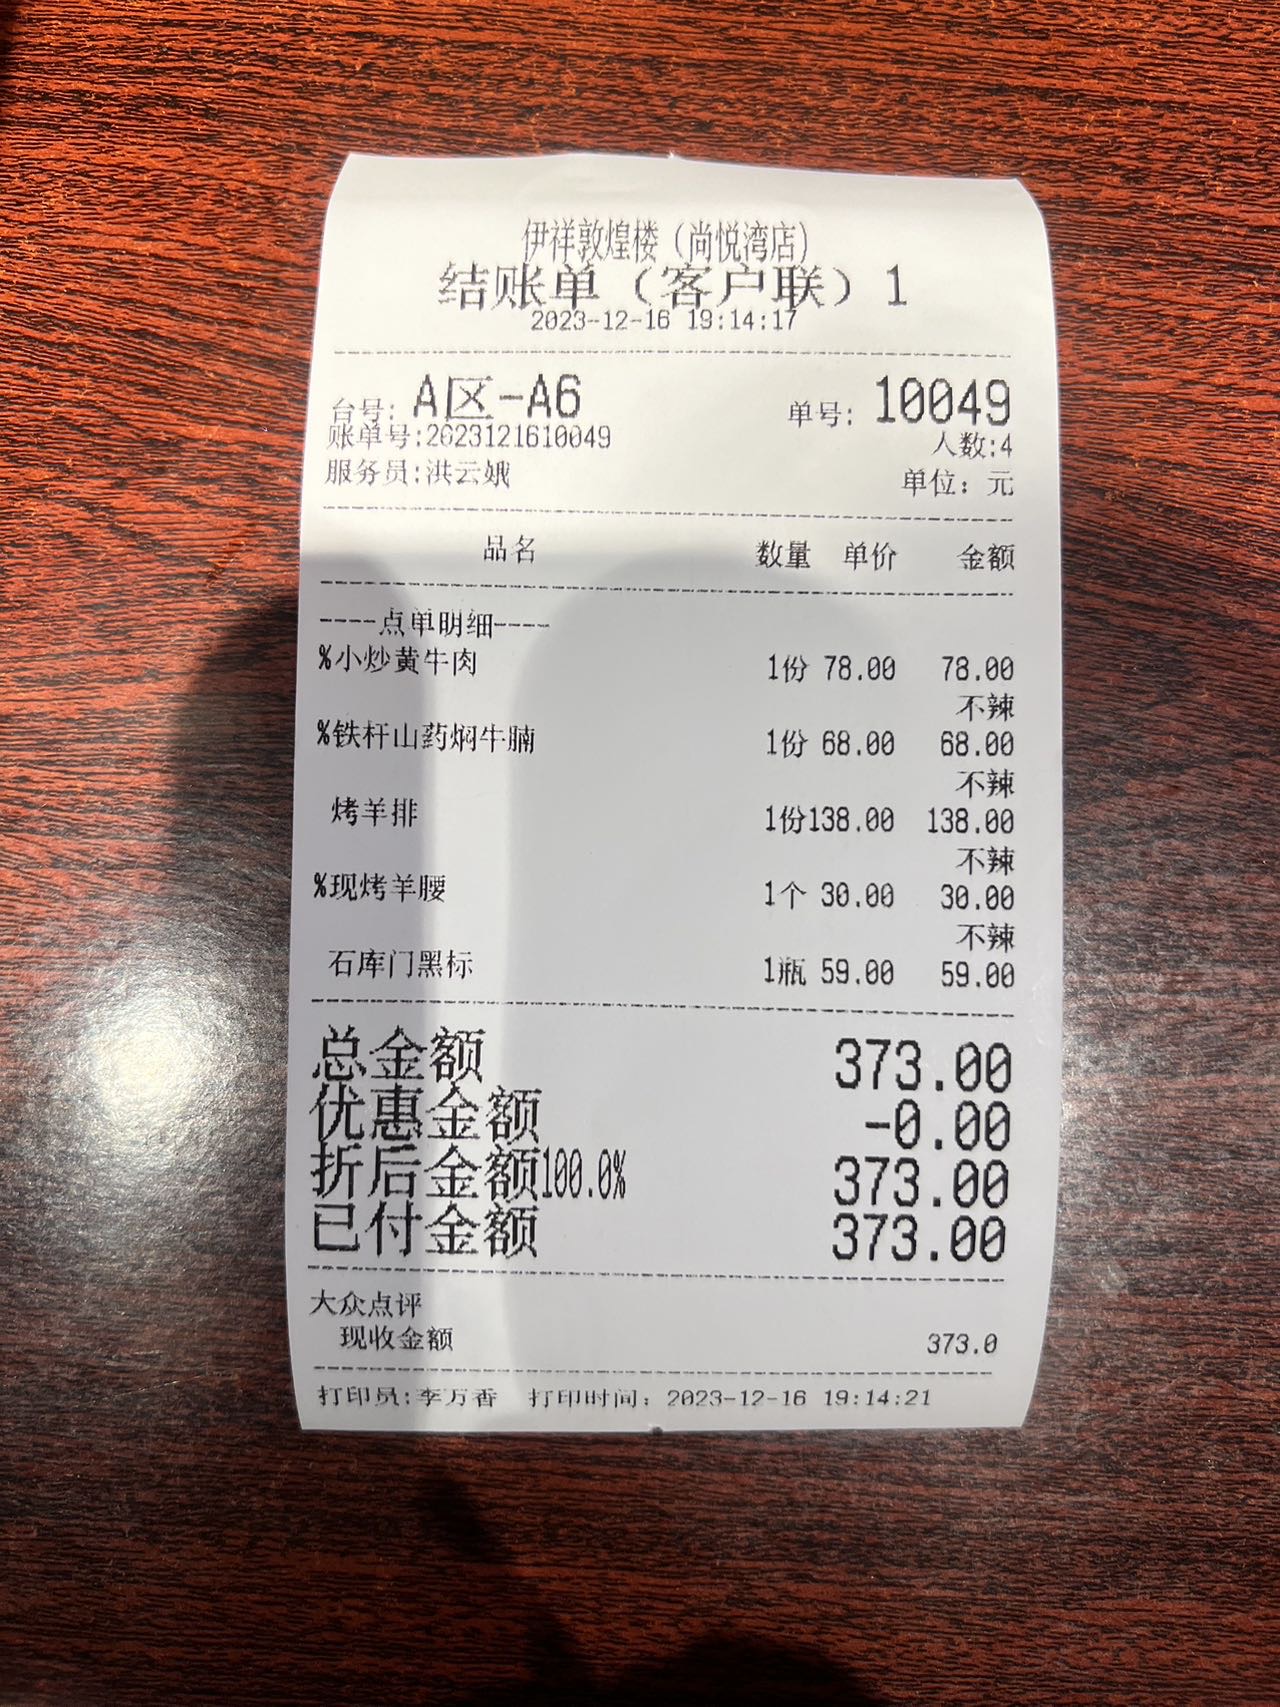 伊祥敦煌楼（尚悦湾店）
结账单（客户联）1
2023-12-16 19:14:17
台号: A区-A6 单号: 10049
账单号:2023121610049 人数:4
服务员:洪云娥 单位: 元
品名 数量 单价 金额
----点单明细----
%小炒黄牛肉 1份 78.00 78.00
不辣
%铁杆山药焖牛腩 1份 68.00 68.00
不辣
烤羊排 1份138.00 138.00
不辣
%现烤羊腰 1个 30.00 30.00
不辣
石库门黑标 1瓶 59.00 59.00
总金额 373.00
优惠金额 -0.00
折后金额100.0% 373.00
已付金额 373.00
大众点评
现收金额 373.0
打印员:李万香 打印时间: 2023-12-16 19:14:21